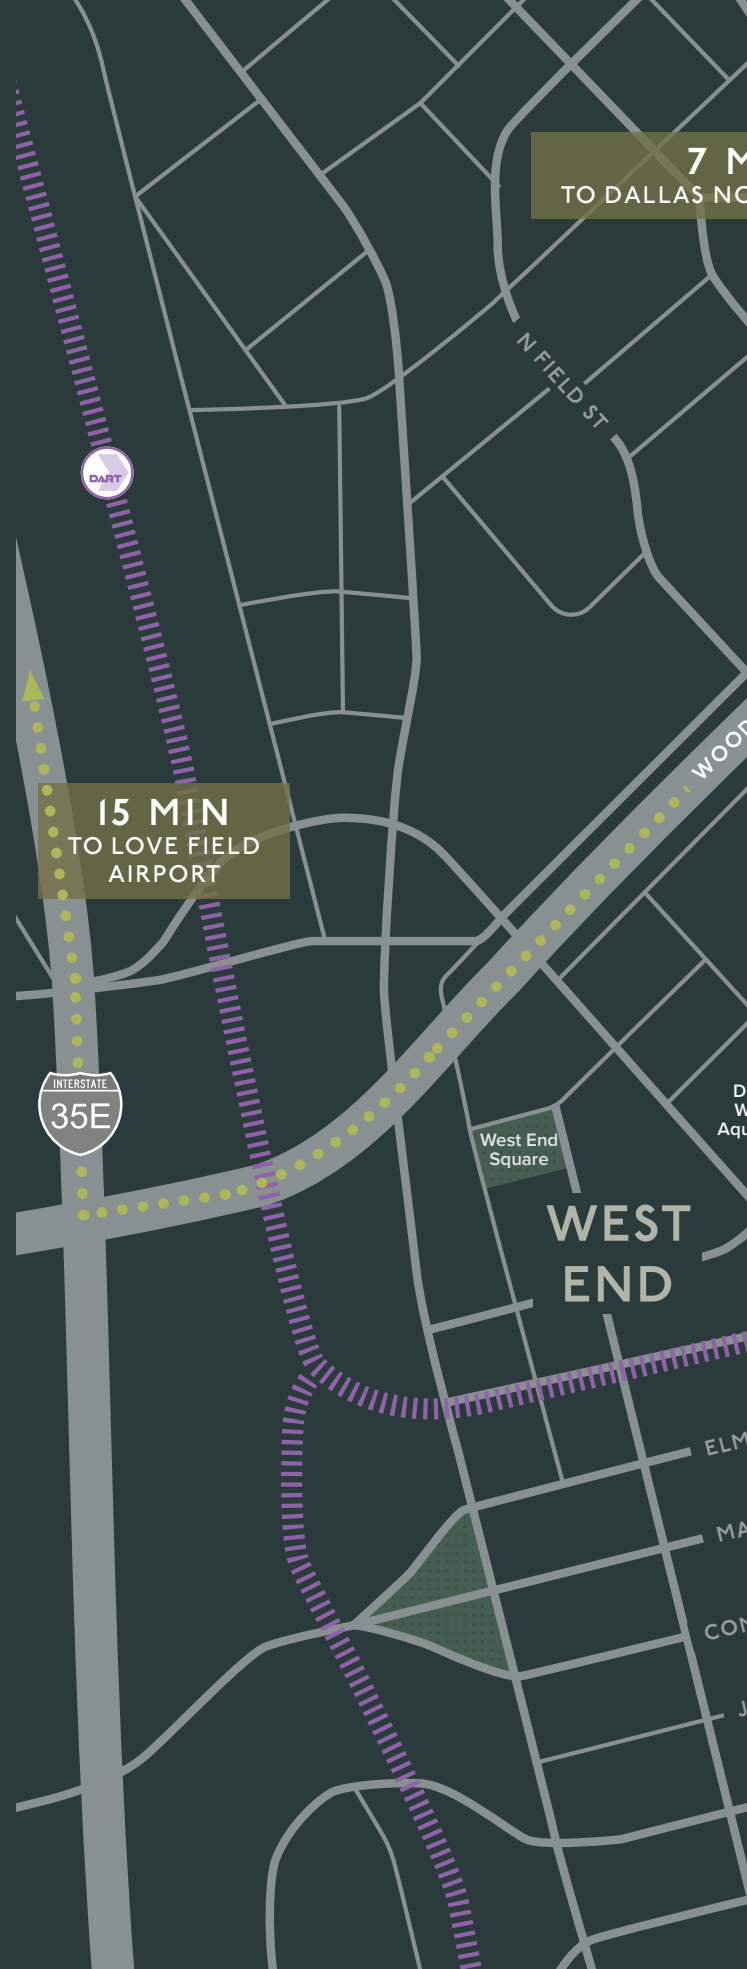 7 M
TO DALLAS NO
N FIELD ST
DART
WOOD
15 MIN
TO LOVE FIELD
AIRPORT
INTERSTATE
35E
D
W
Aqu
West End
Square
WEST
END
ELM
MA
CON
J